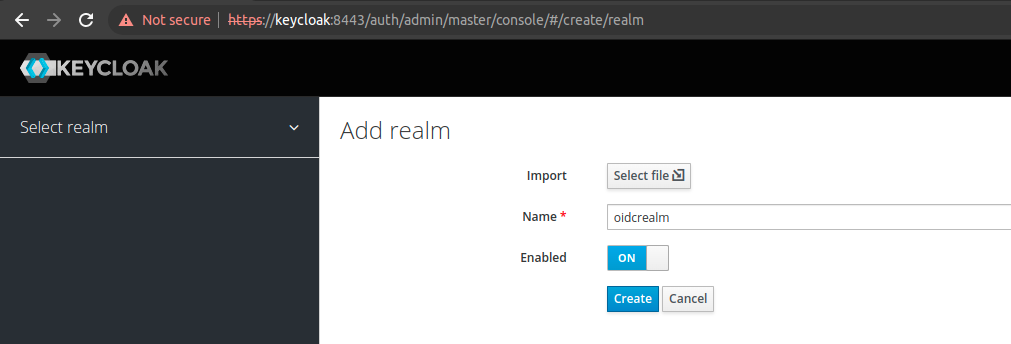 Not secure | https://keycloak:8443/auth/admin/master/console/#/create/realm
KEYCLOAK
Select realm
Add realm
Import Select file
Name * oidcrealm
Enabled ON
Create Cancel